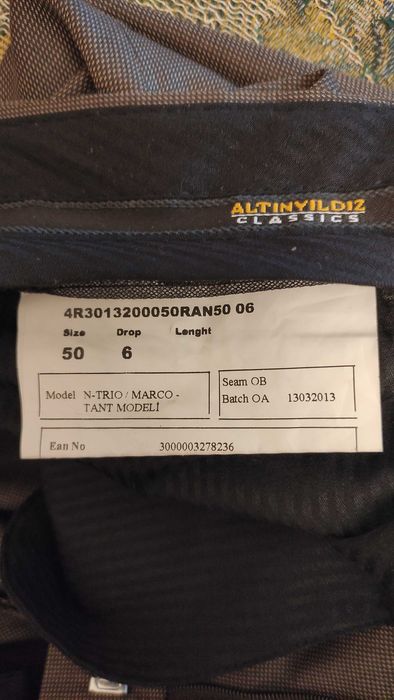 ALTINYILDIZ
CLASSICS
4R3013200050RAN50 06
Size Drop Lenght
50 6
Model N-TRIO / MARCO -
TANT MODELİ
Seam OB
Batch OA 13032013
Ean No 3000003278236